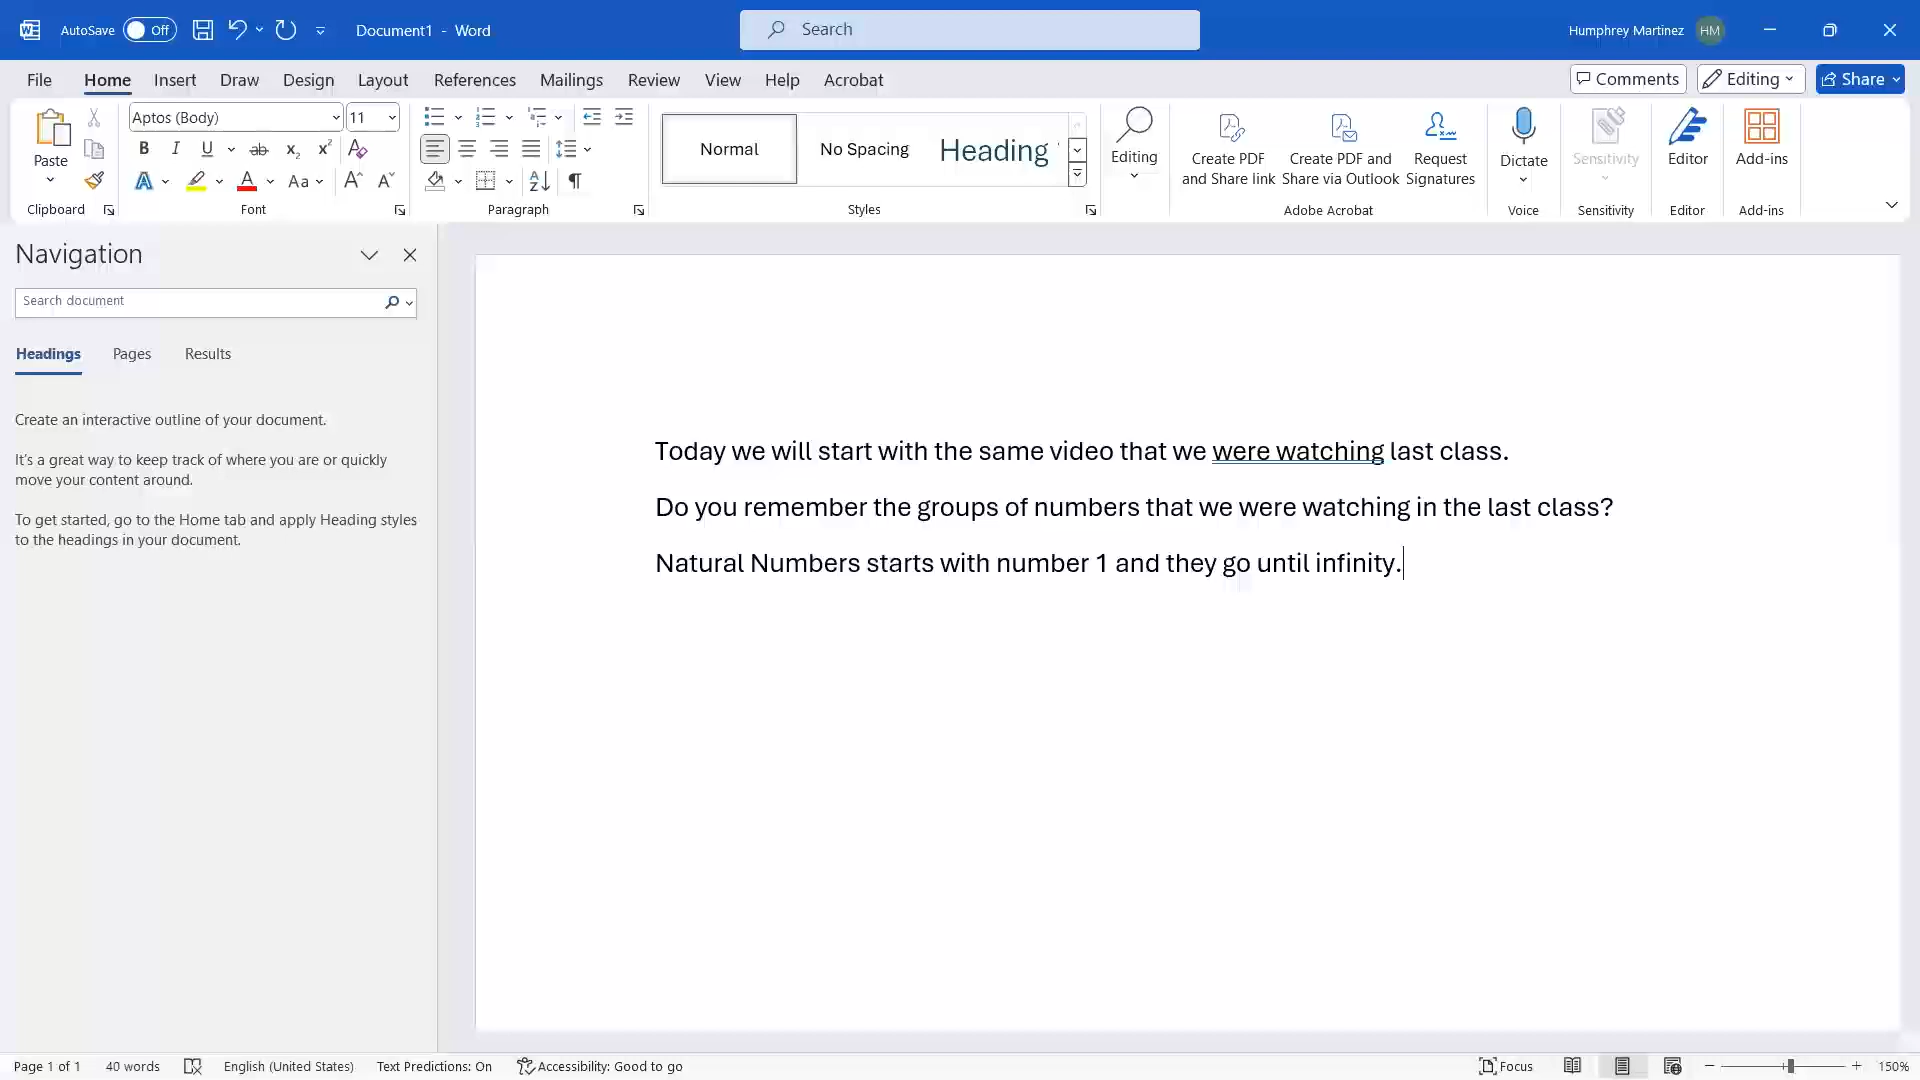 AutoSave Off Document1 - Word Search Humphrey Martinez HM
File Home Insert Draw Design Layout References Mailings Review View Help Acrobat Comments Editing Share
Paste
Clipboard
Aptos (Body) 11
Font
Paragraph
Normal No Spacing Heading
Styles
Editing
Create PDF and Share link
Create PDF and Share via Outlook
Request Signatures
Adobe Acrobat
Dictate
Voice
Sensitivity
Sensitivity
Editor
Editor
Add-ins
Add-ins
Navigation
Search document
Headings Pages Results
Create an interactive outline of your document.
It's a great way to keep track of where you are or quickly
move your content around.
To get started, go to the Home tab and apply Heading styles
to the headings in your document.
Today we will start with the same video that we were watching last class.
Do you remember the groups of numbers that we were watching in the last class?
Natural Numbers starts with number 1 and they go until infinity.
Page 1 of 1 40 words English (United States) Text Predictions: On Accessibility: Good to go Focus 150%